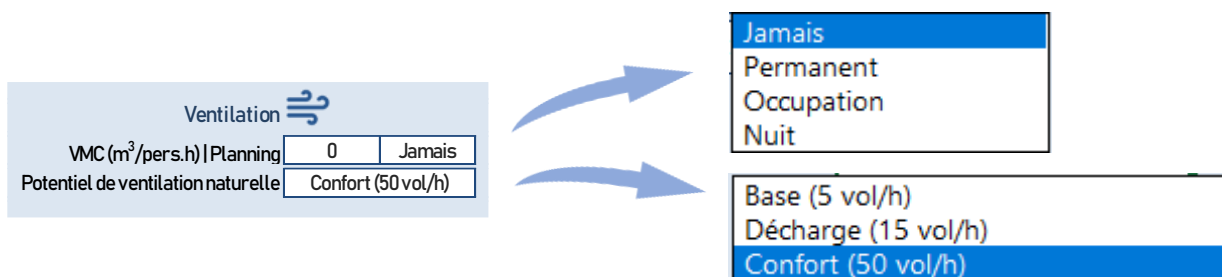 Ventilation
VMC (m³/pers.h) | Planning 0 Jamais
Potentiel de ventilation naturelle Confort (50 vol/h)
Jamais
Permanent
Occupation
Nuit
Base (5 vol/h)
Décharge (15 vol/h)
Confort (50 vol/h)